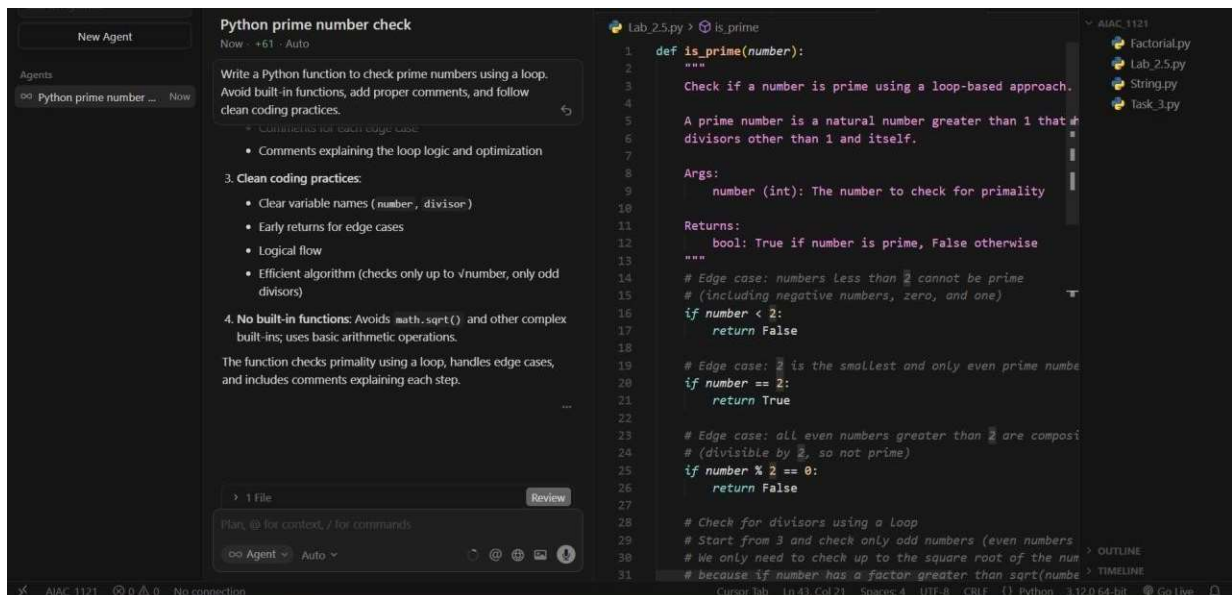 New Agent
Agents
Python prime number ... Now
Python prime number check
Now · +61 · Auto
Write a Python function to check prime numbers using a loop.
Avoid built-in functions, add proper comments, and follow
clean coding practices.
Comments for each edge case
• Comments explaining the loop logic and optimization
3. Clean coding practices:
• Clear variable names (number, divisor)
• Early returns for edge cases
• Logical flow
• Efficient algorithm (checks only up to √number, only odd
divisors)
4. No built-in functions: Avoids math.sqrt() and other complex
built-ins; uses basic arithmetic operations.
The function checks primality using a loop, handles edge cases,
and includes comments explaining each step.
...
> 1 File Review
Plan, @ for context, / for commands
∞ Agent Auto
Lab_2.5.py > is_prime
1 def is_prime(number):
2 """
3 Check if a number is prime using a loop-based approach.
4
5 A prime number is a natural number greater than 1 that
6 divisors other than 1 and itself.
7
8 Args:
9 number (int): The number to check for primality
10
11 Returns:
12 bool: True if number is prime, False otherwise
13 """
14 # Edge case: numbers less than 2 cannot be prime
15 # (including negative numbers, zero, and one)
16 if number < 2:
17 return False
18
19 # Edge case: 2 is the smallest and only even prime numbe
20 if number == 2:
21 return True
22
23 # Edge case: all even numbers greater than 2 are composi
24 # (divisible by 2, so not prime)
25 if number % 2 == 0:
26 return False
27
28 # Check for divisors using a loop
29 # Start from 3 and check only odd numbers (even numbers
30 # We only need to check up to the square root of the num
31 # because if number has a factor greater than sqrt(numbe
AIAC_1121
Factorial.py
Lab_2.5.py
String.py
Task_3.py
> OUTLINE
> TIMELINE
AIAC_1121 0 0 No connection Cursor Tab Ln 43, Col 21 Spaces: 4 UTF-8 CRLF {} Python 3.12.0 64-bit Go Live